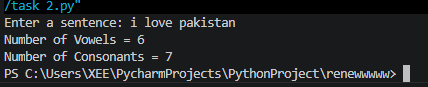 /task 2.py"
Enter a sentence: i love pakistan
Number of Vowels = 6
Number of Consonants = 7
PS C:\Users\XEE\PycharmProjects\PythonProject\renewwwww>